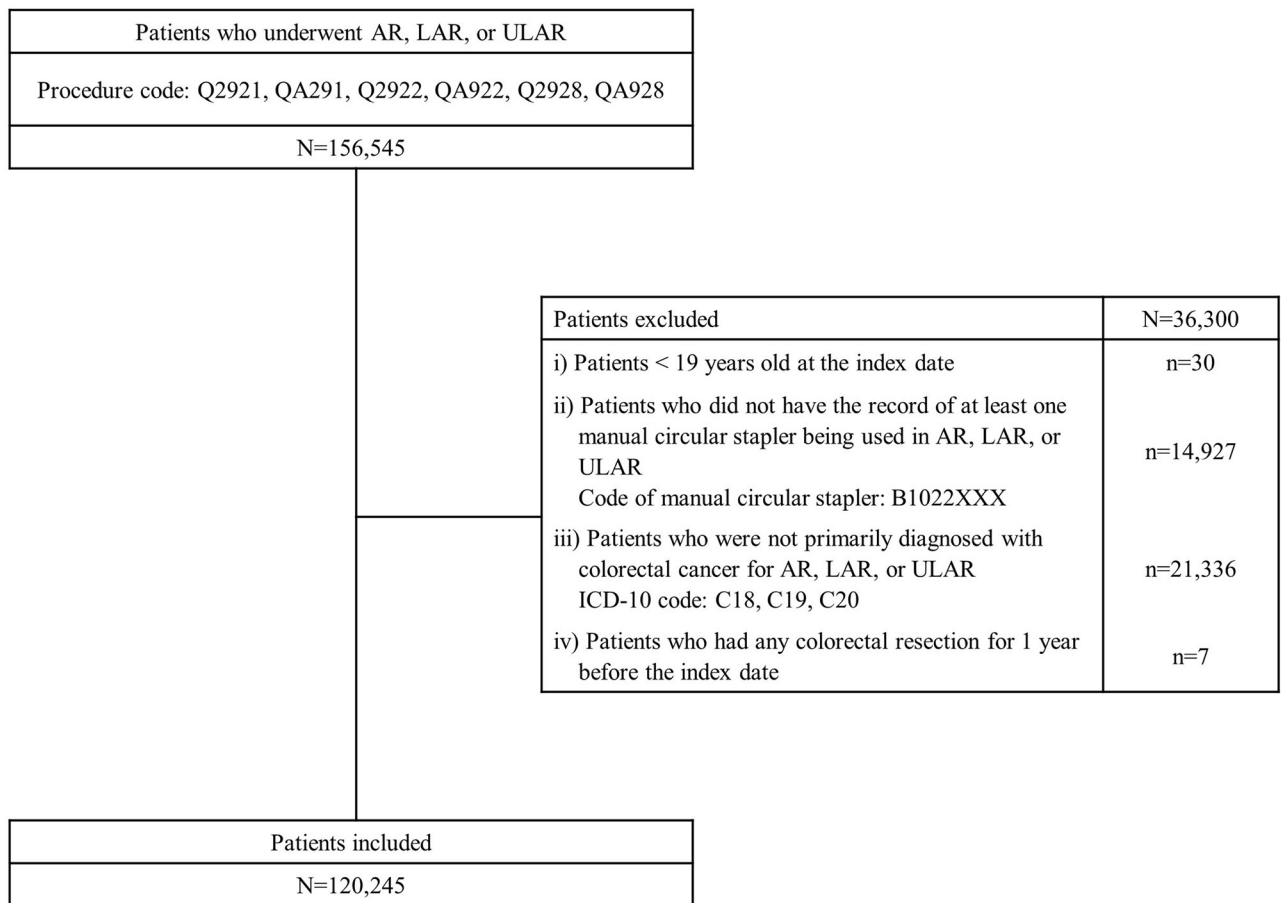 Patients who underwent AR, LAR, or ULAR
Procedure code: Q2921, QA291, Q2922, QA922, Q2928, QA928
N=156,545
Patients excluded
N=36,300
i) Patients < 19 years old at the index date
n=30
ii) Patients who did not have the record of at least one
manual circular stapler being used in AR, LAR, or
ULAR
Code of manual circular stapler: B1022XXX
n=14,927
iii) Patients who were not primarily diagnosed with
colorectal cancer for AR, LAR, or ULAR
ICD-10 code: C18, C19, C20
n=21,336
iv) Patients who had any colorectal resection for 1 year
before the index date
n=7
Patients included
N=120,245